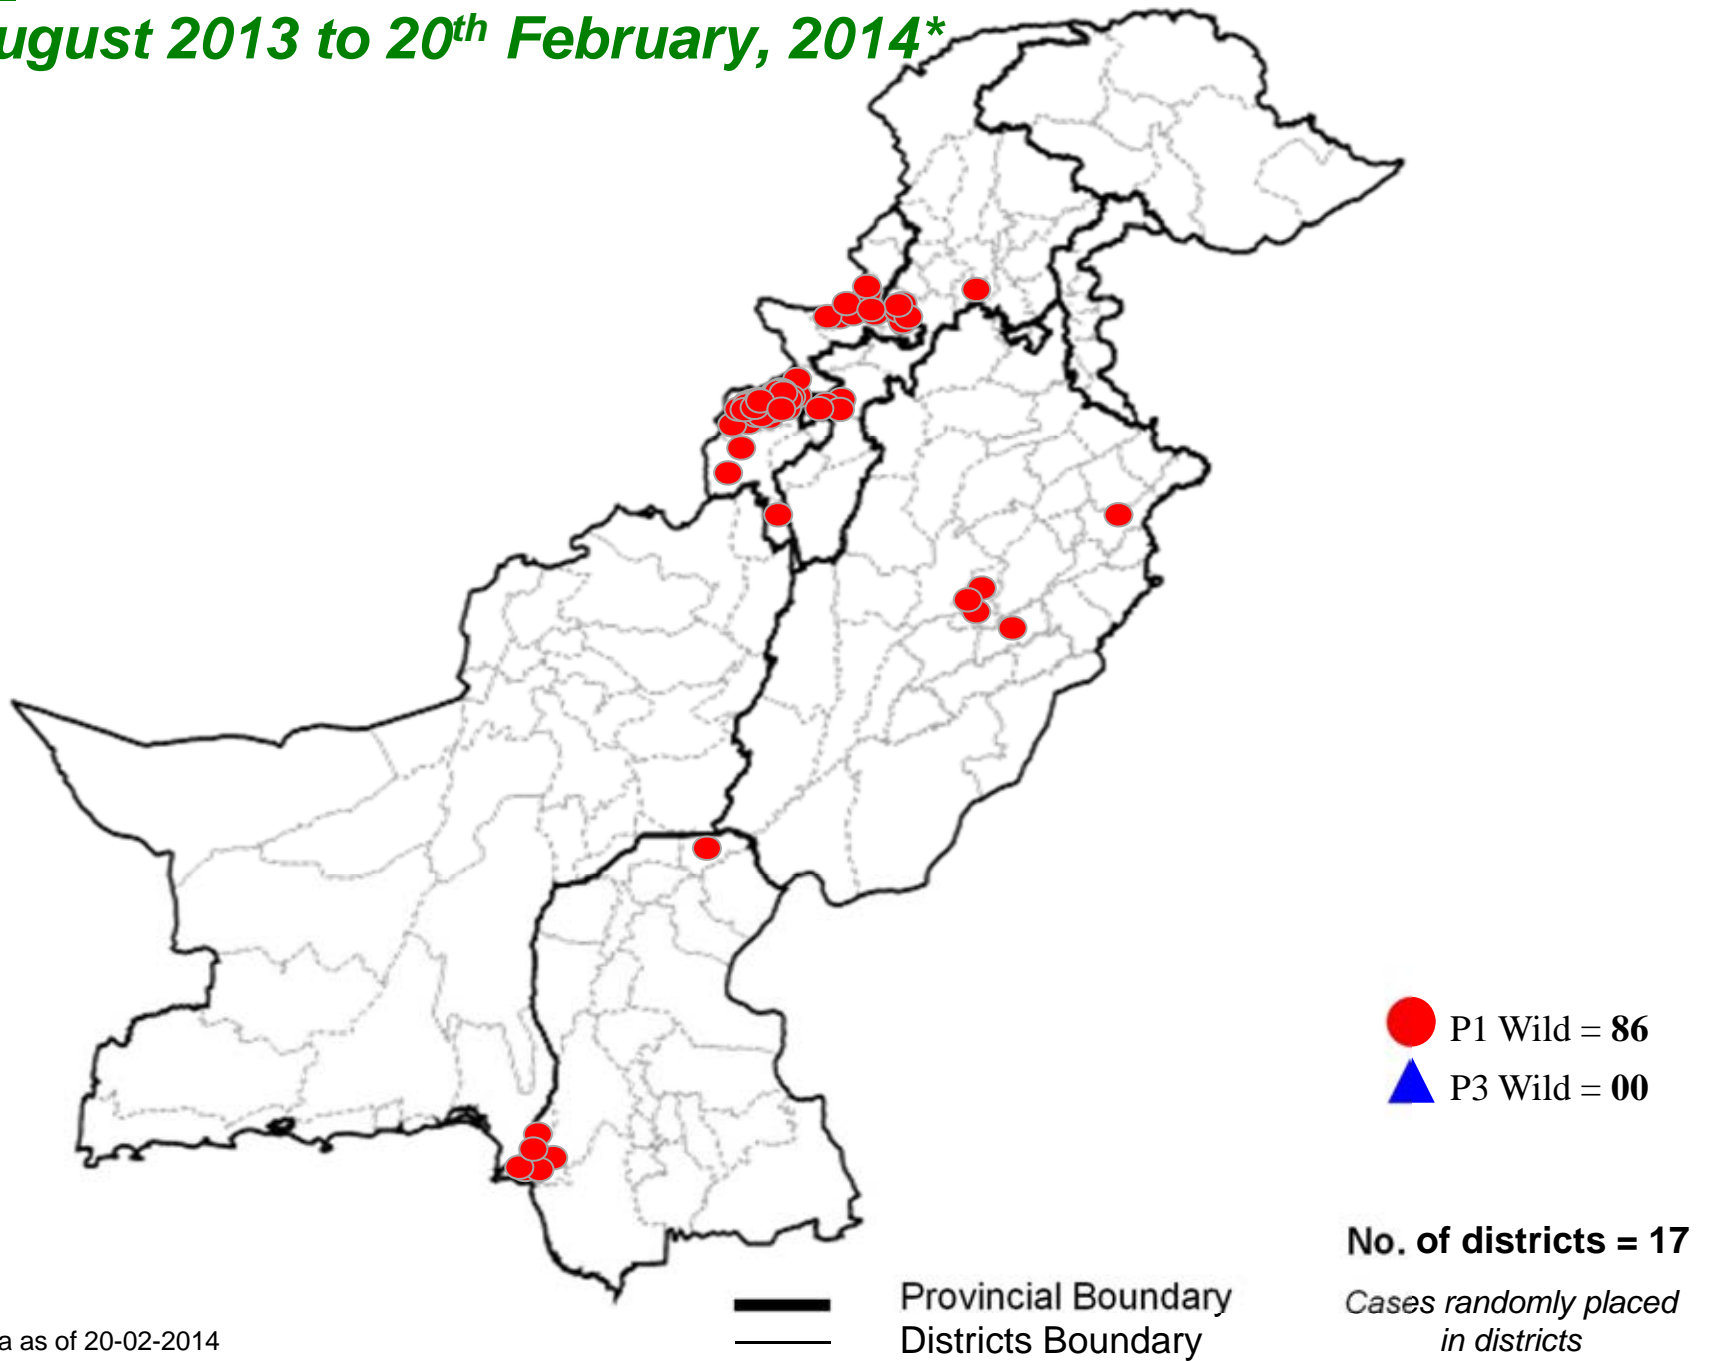 ugust 2013 to 20th February, 2014*
P1 Wild = 86
P3 Wild = 00
No. of districts = 17
Provincial Boundary
Districts Boundary
Cases randomly placed
in districts
a as of 20-02-2014